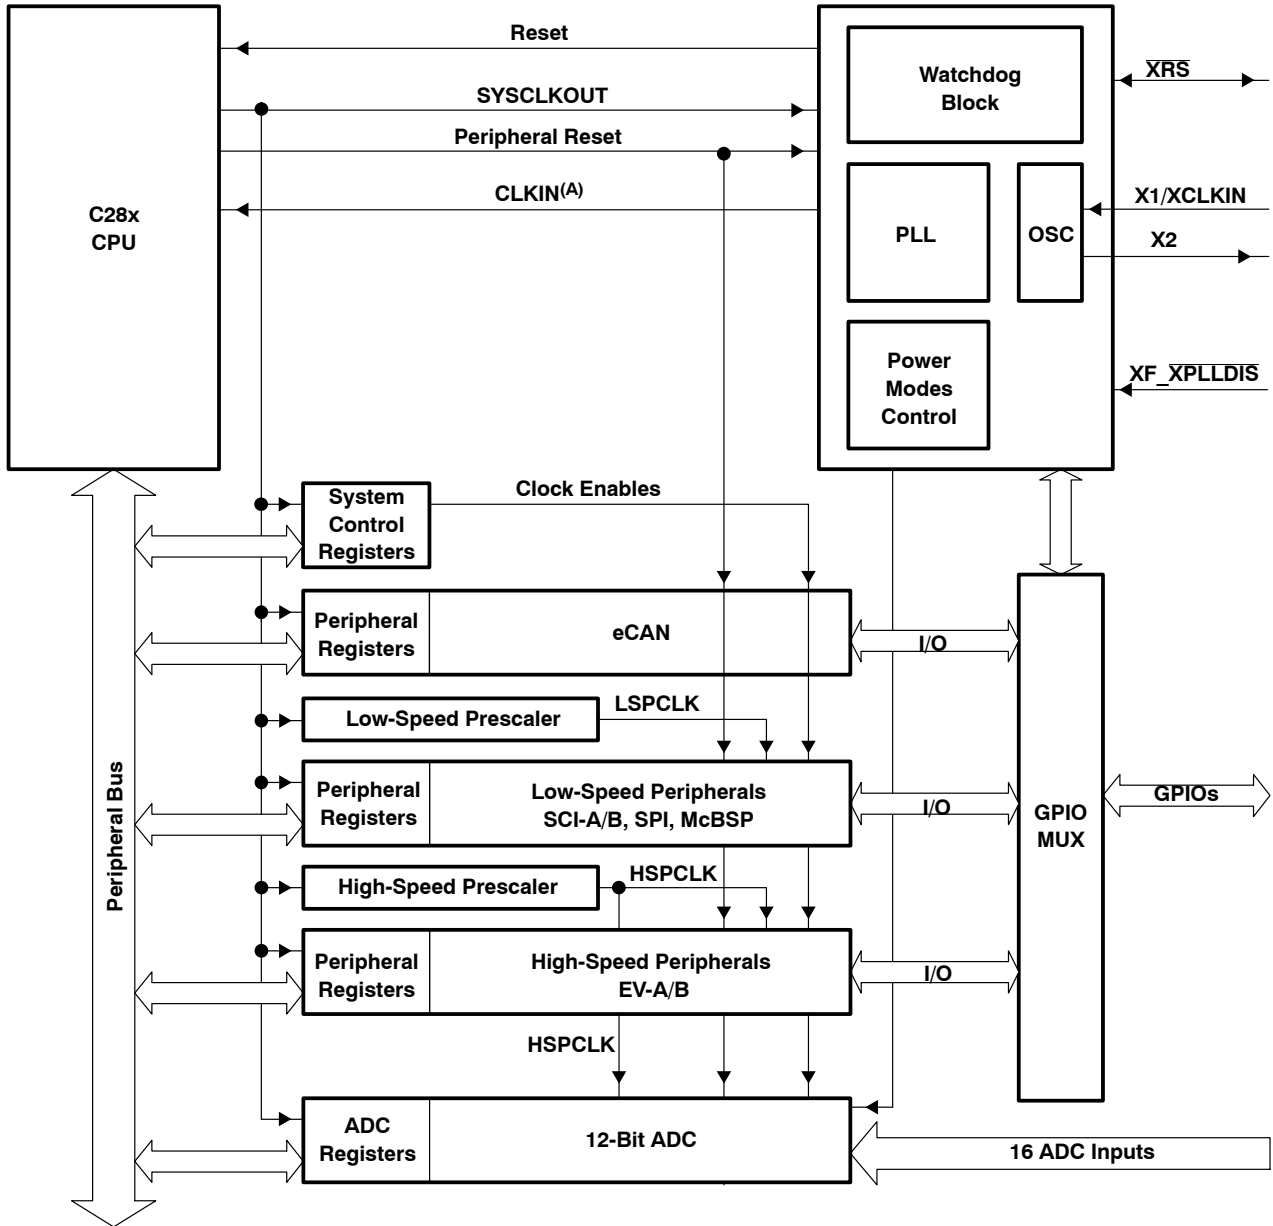 Reset
Watchdog
Block
XRS
SYSCLKOUT
Peripheral Reset
CLKIN(A)
X1/XCLKIN
C28x
CPU
PLL
OSC
X2
Power
Modes
Control
XF_XPLLDIS
System
Control
Registers
Clock Enables
Peripheral
Registers
eCAN
I/O
Low-Speed Prescaler
LSPCLK
Peripheral Bus
Peripheral
Registers
Low-Speed Peripherals
SCI-A/B, SPI, McBSP
I/O
GPIO
MUX
GPIOs
High-Speed Prescaler
HSPCLK
Peripheral
Registers
High-Speed Peripherals
EV-A/B
I/O
HSPCLK
ADC
Registers
12-Bit ADC
16 ADC Inputs